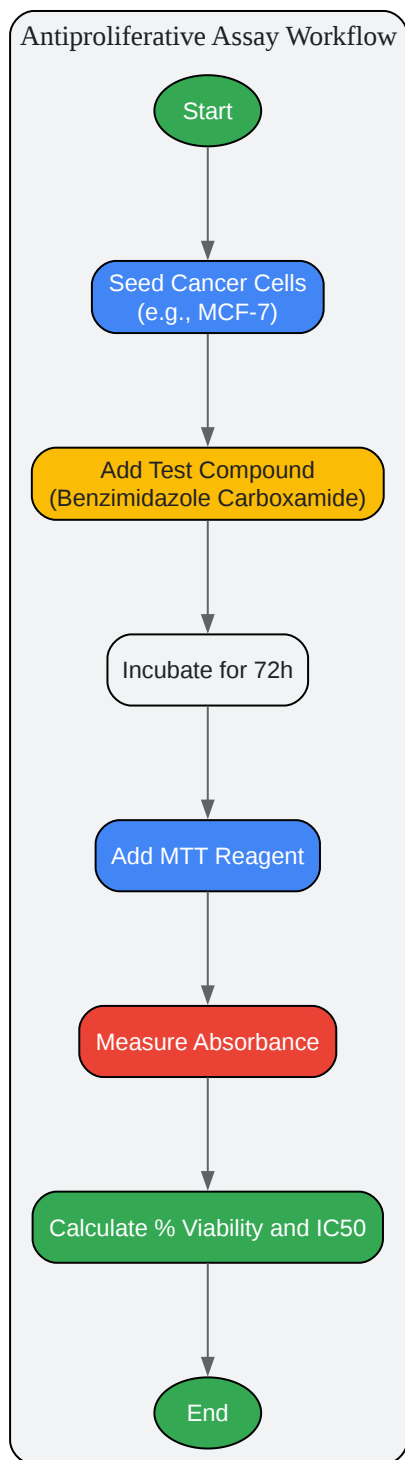 Antiproliferative Assay Workflow
Start
Seed Cancer Cells
(e.g., MCF-7)
Add Test Compound
(Benzimidazole Carboxamide)
Incubate for 72h
Add MTT Reagent
Measure Absorbance
Calculate % Viability and IC50
End